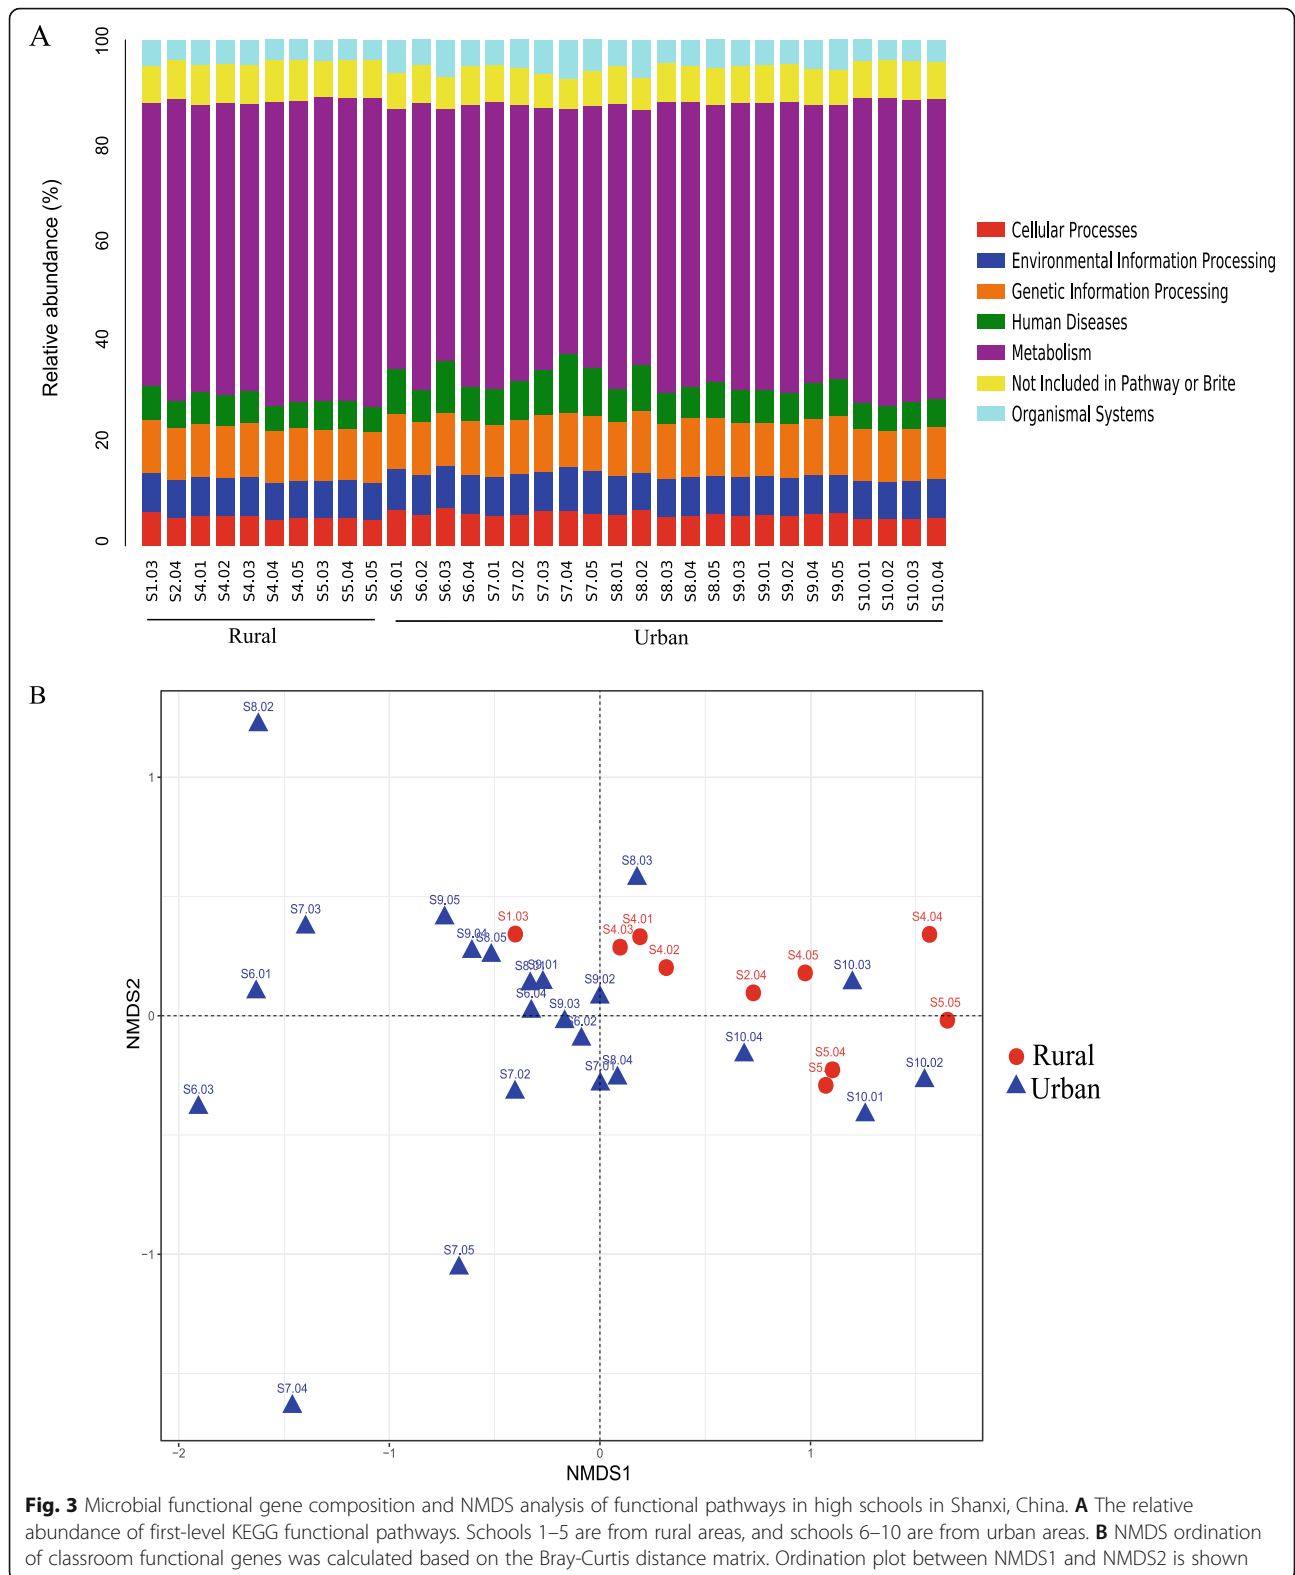 A
100
80
60
40
20
0
Relative abundance (%)
Cellular Processes
Environmental Information Processing
Genetic Information Processing
Human Diseases
Metabolism
Not Included in Pathway or Brite
Organismal Systems
S1.03 S2.04 S4.01 S4.02 S4.03 S4.04 S4.05 S5.03 S5.04 S5.05 S6.01 S6.02 S6.03 S6.04 S7.01 S7.02 S7.03 S7.04 S7.05 S8.01 S8.02 S8.03 S8.04 S8.05 S9.03 S9.01 S9.02 S9.04 S9.05 S10.01 S10.02 S10.03 S10.04
Rural Urban
B
S8.02
1
S8.03
S9.05
S7.03
S1.03
S4.01
S4.04
S4.03
S9.04
S8.05
S4.02
S4.05
S10.03
S8.01
S9.01
S6.01
S9.02
S2.04
S6.04
S9.03
S5.05
0
S6.02
S10.04
S5.04
S8.04
S10.02
S7.02
S7.01
S5.
S6.03
S10.01
NMDS2
Rural
Urban
S7.05
−1
S7.04
−2 −1 0 1
NMDS1
Fig. 3 Microbial functional gene composition and NMDS analysis of functional pathways in high schools in Shanxi, China. A The relative
abundance of first-level KEGG functional pathways. Schools 1–5 are from rural areas, and schools 6–10 are from urban areas. B NMDS ordination
of classroom functional genes was calculated based on the Bray-Curtis distance matrix. Ordination plot between NMDS1 and NMDS2 is shown